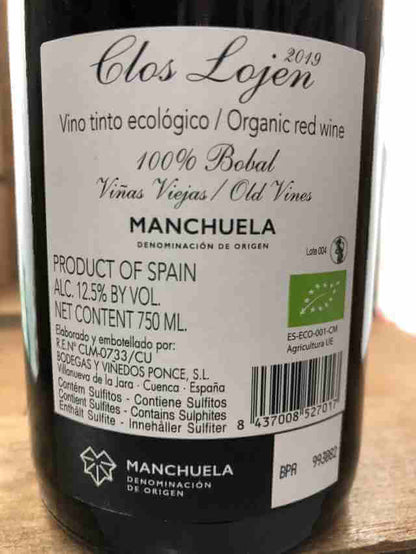 Clos Lojen 2019
Vino tinto ecológico / Organic red wine
100% Bobal
Viñas Viejas / Old Vines
MANCHUELA
DENOMINACIÓN DE ORIGEN
Lote 004
PRODUCT OF SPAIN
ALC. 12.5% BY VOL.
NET CONTENT 750 ML.
ES-ECO-001-CM
Agricultura UE
Elaborado y embotellado por:
R.E.Nº CLM-0733/CU
BODEGAS Y VIÑEDOS PONCE, S.L.
Villanueva de la Jara - Cuenca - España
Contém Sulfitos - Contiene Sulfitos
Contient Sulfites - Contains Sulphites
Enthält Sulfite - Innehåller Sulfiter
8 437008 527017
MANCHUELA
DENOMINACIÓN
DE ORIGEN
BPA 993082